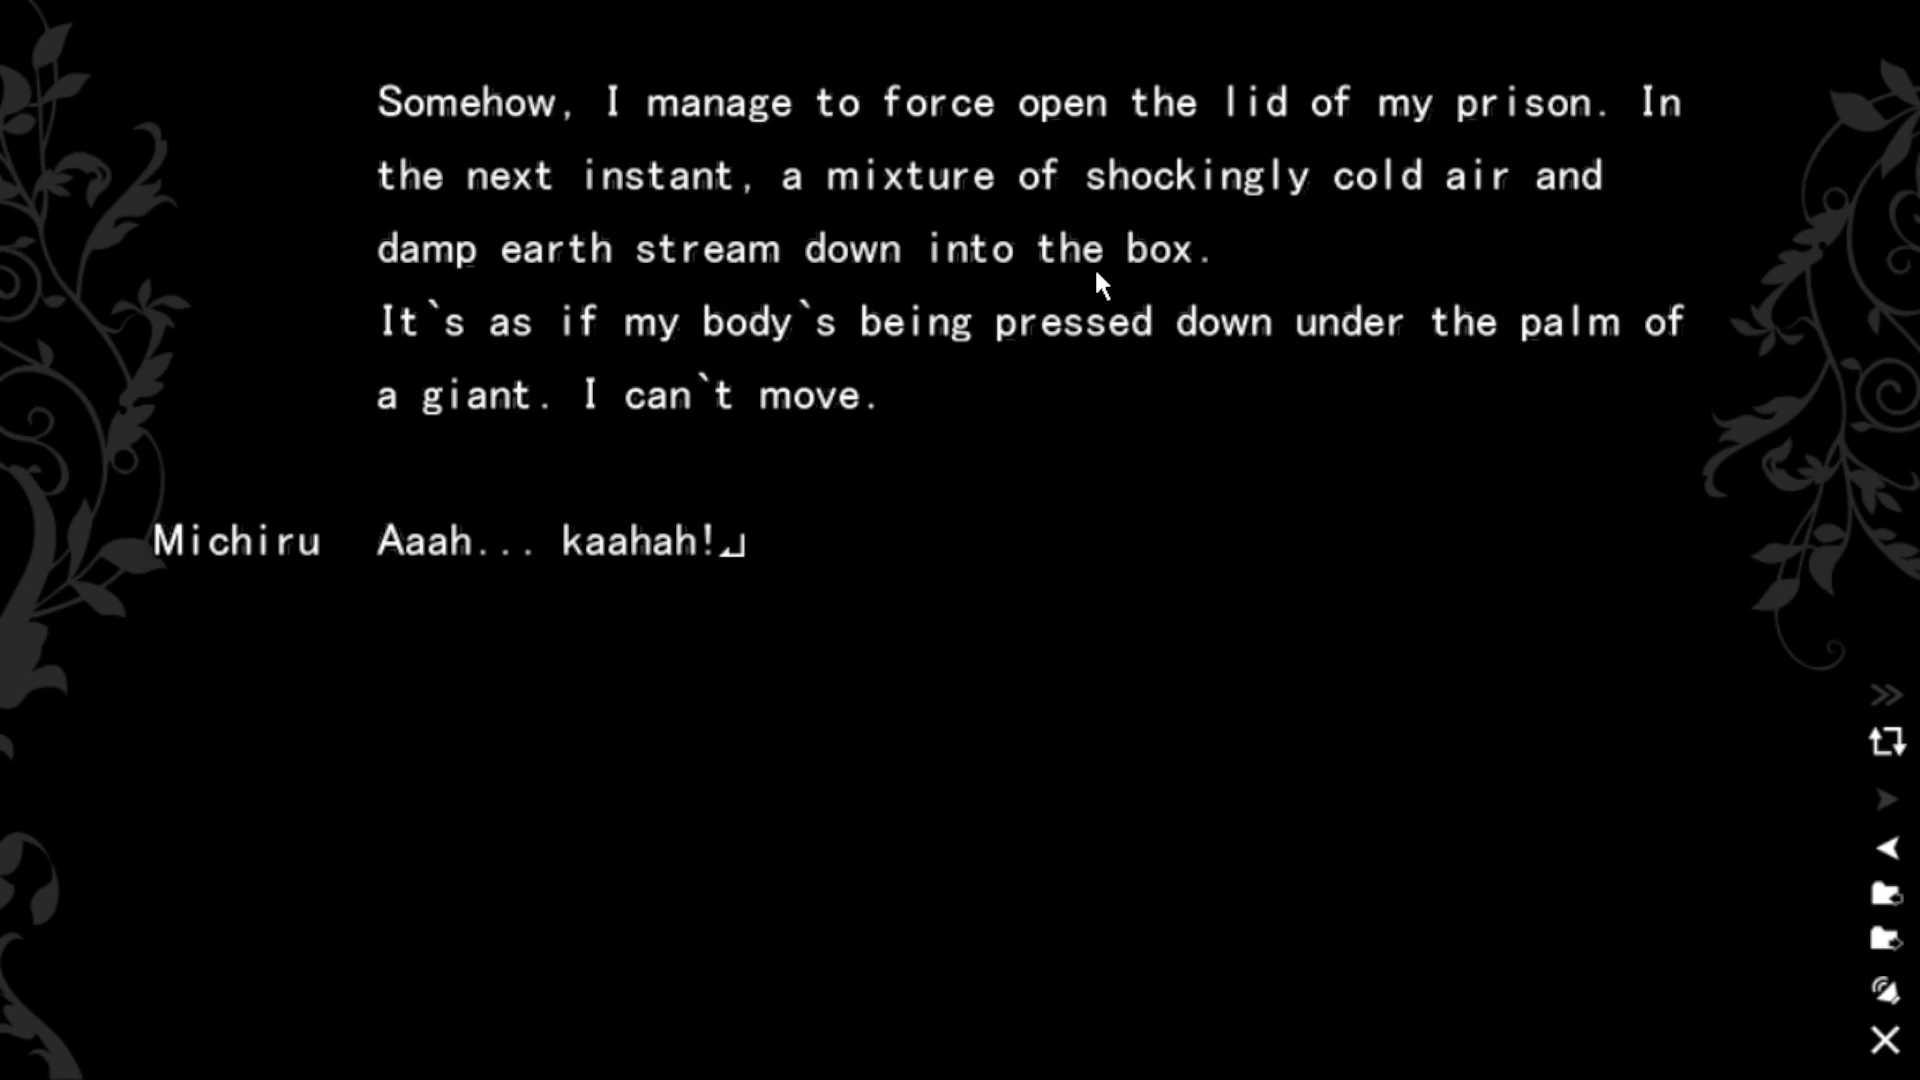 Somehow, I manage to force open the lid of my prison. In
the next instant, a mixture of shockingly cold air and
damp earth stream down into the box.
It`s as if my body`s being pressed down under the palm of
a giant. I can`t move.
Michiru Aaah... kaahah!